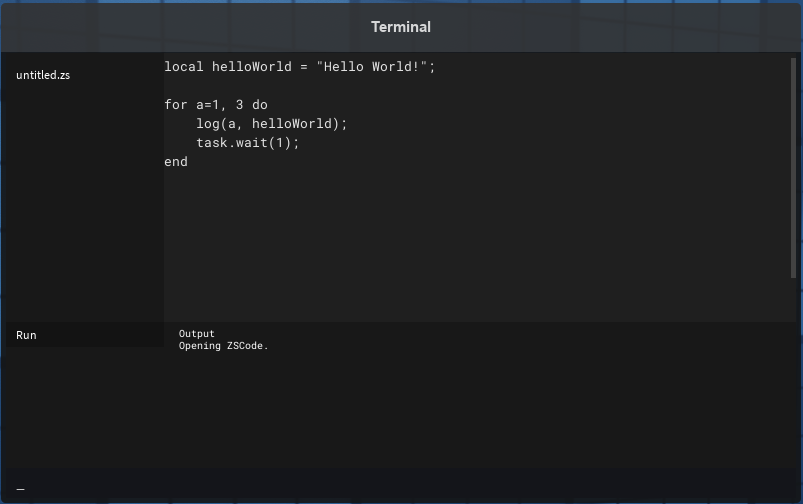 Terminal
untitled.zs
local helloWorld = "Hello World!";
for a=1, 3 do
    log(a, helloWorld);
    task.wait(1);
end
Run
Output
Opening ZSCode.
_